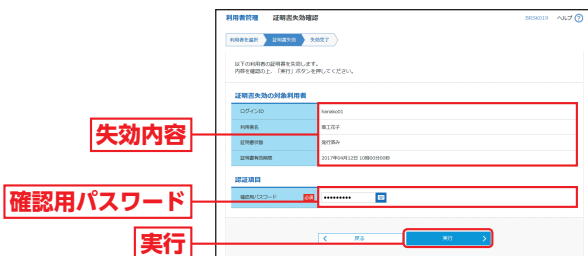 利用者管理 証明書失効確認
BRSK019 ヘルプ ?
利用者を選択 証明書失効 失効完了
以下の利用者の証明書を失効します。
内容を確認の上、「実行」ボタンを押してください。
証明書失効の対象利用者
ログインID hanako01
利用者名 商工花子
証明書状態 発行済み
証明書有効期限 2017年04月12日 10時00分00秒
失効内容
認証項目
確認用パスワード 必須 •••••••••
確認用パスワード
戻る 実行
実行